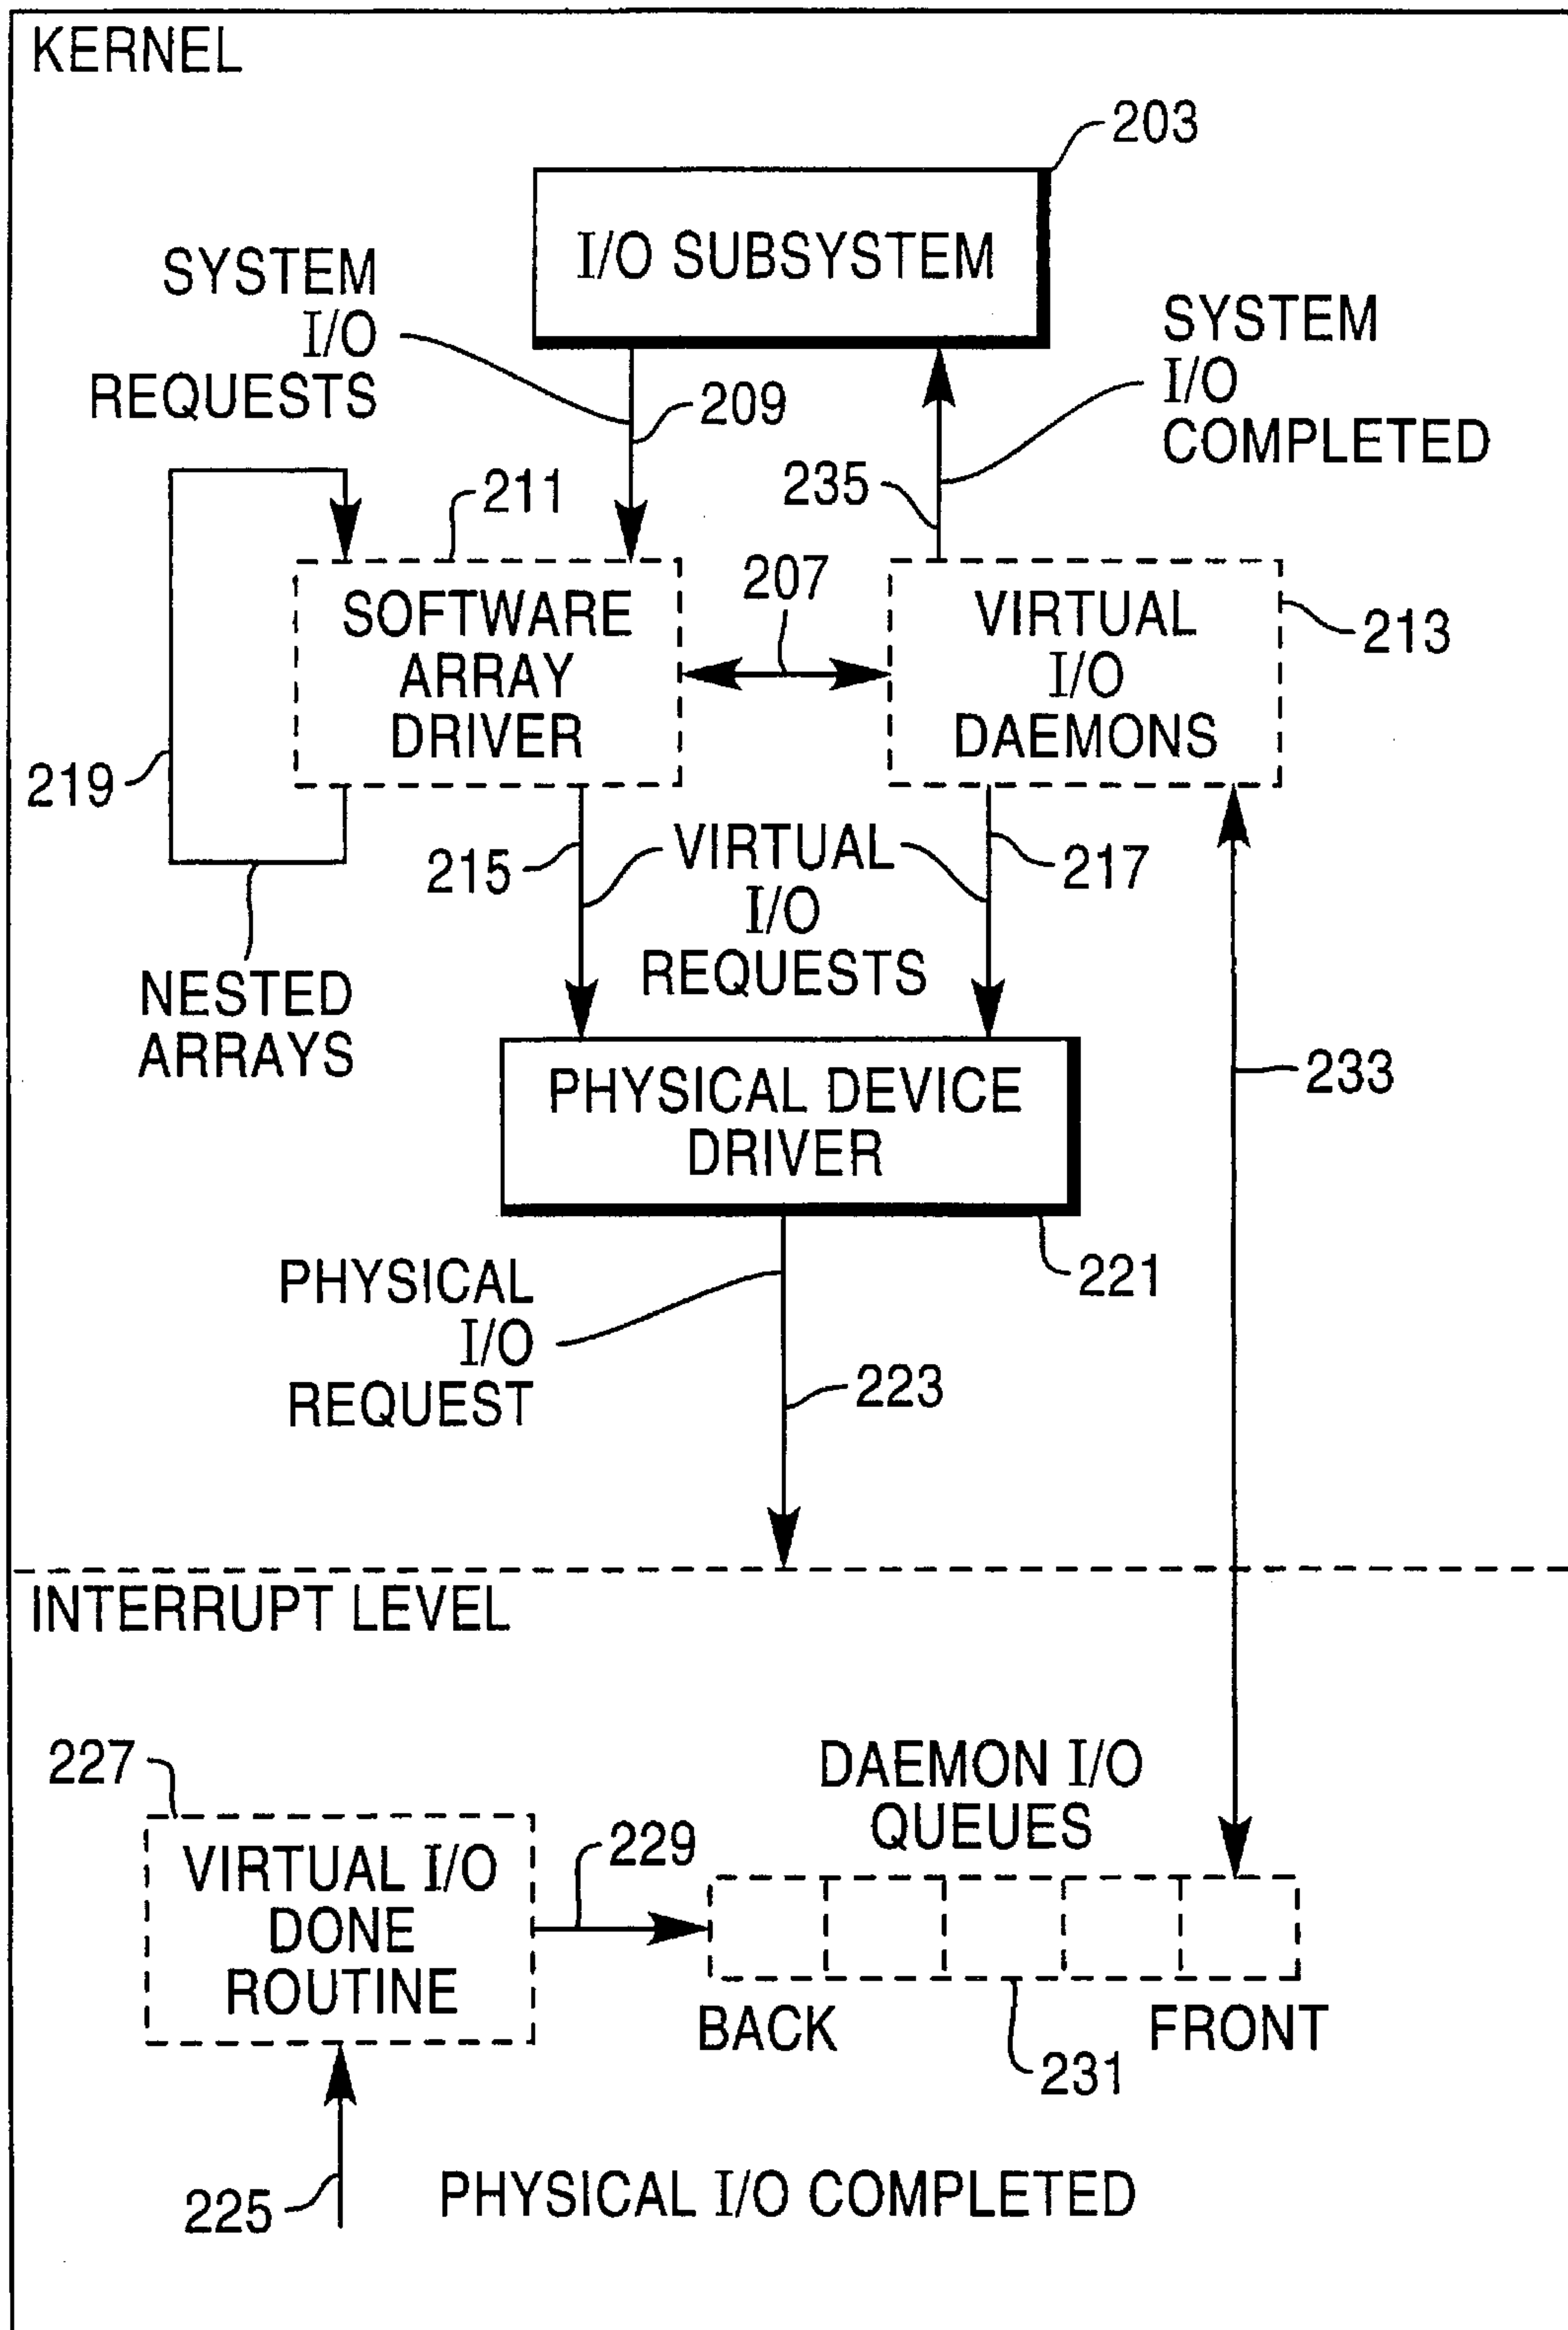 KERNEL
203
I/O SUBSYSTEM
SYSTEM
I/O
REQUESTS
209
SYSTEM
I/O
COMPLETED
235
211
207
SOFTWARE
ARRAY
DRIVER
VIRTUAL
I/O
DAEMONS
213
219
215
VIRTUAL
I/O
REQUESTS
217
NESTED
ARRAYS
PHYSICAL DEVICE
DRIVER
233
221
PHYSICAL
I/O
REQUEST
223
INTERRUPT LEVEL
227
DAEMON I/O
QUEUES
VIRTUAL I/O
DONE
ROUTINE
229
BACK
FRONT
231
225
PHYSICAL I/O COMPLETED